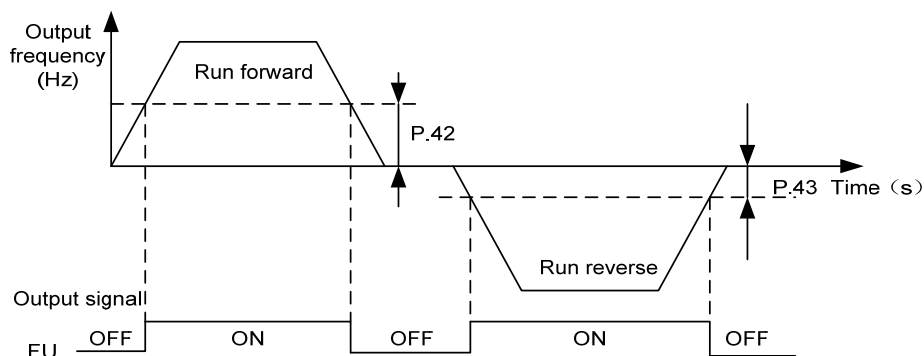 Output
frequency
(Hz)
Run forward
P.42
P.43 Time (s)
Run reverse
Output signal
FU OFF ON OFF ON OFF